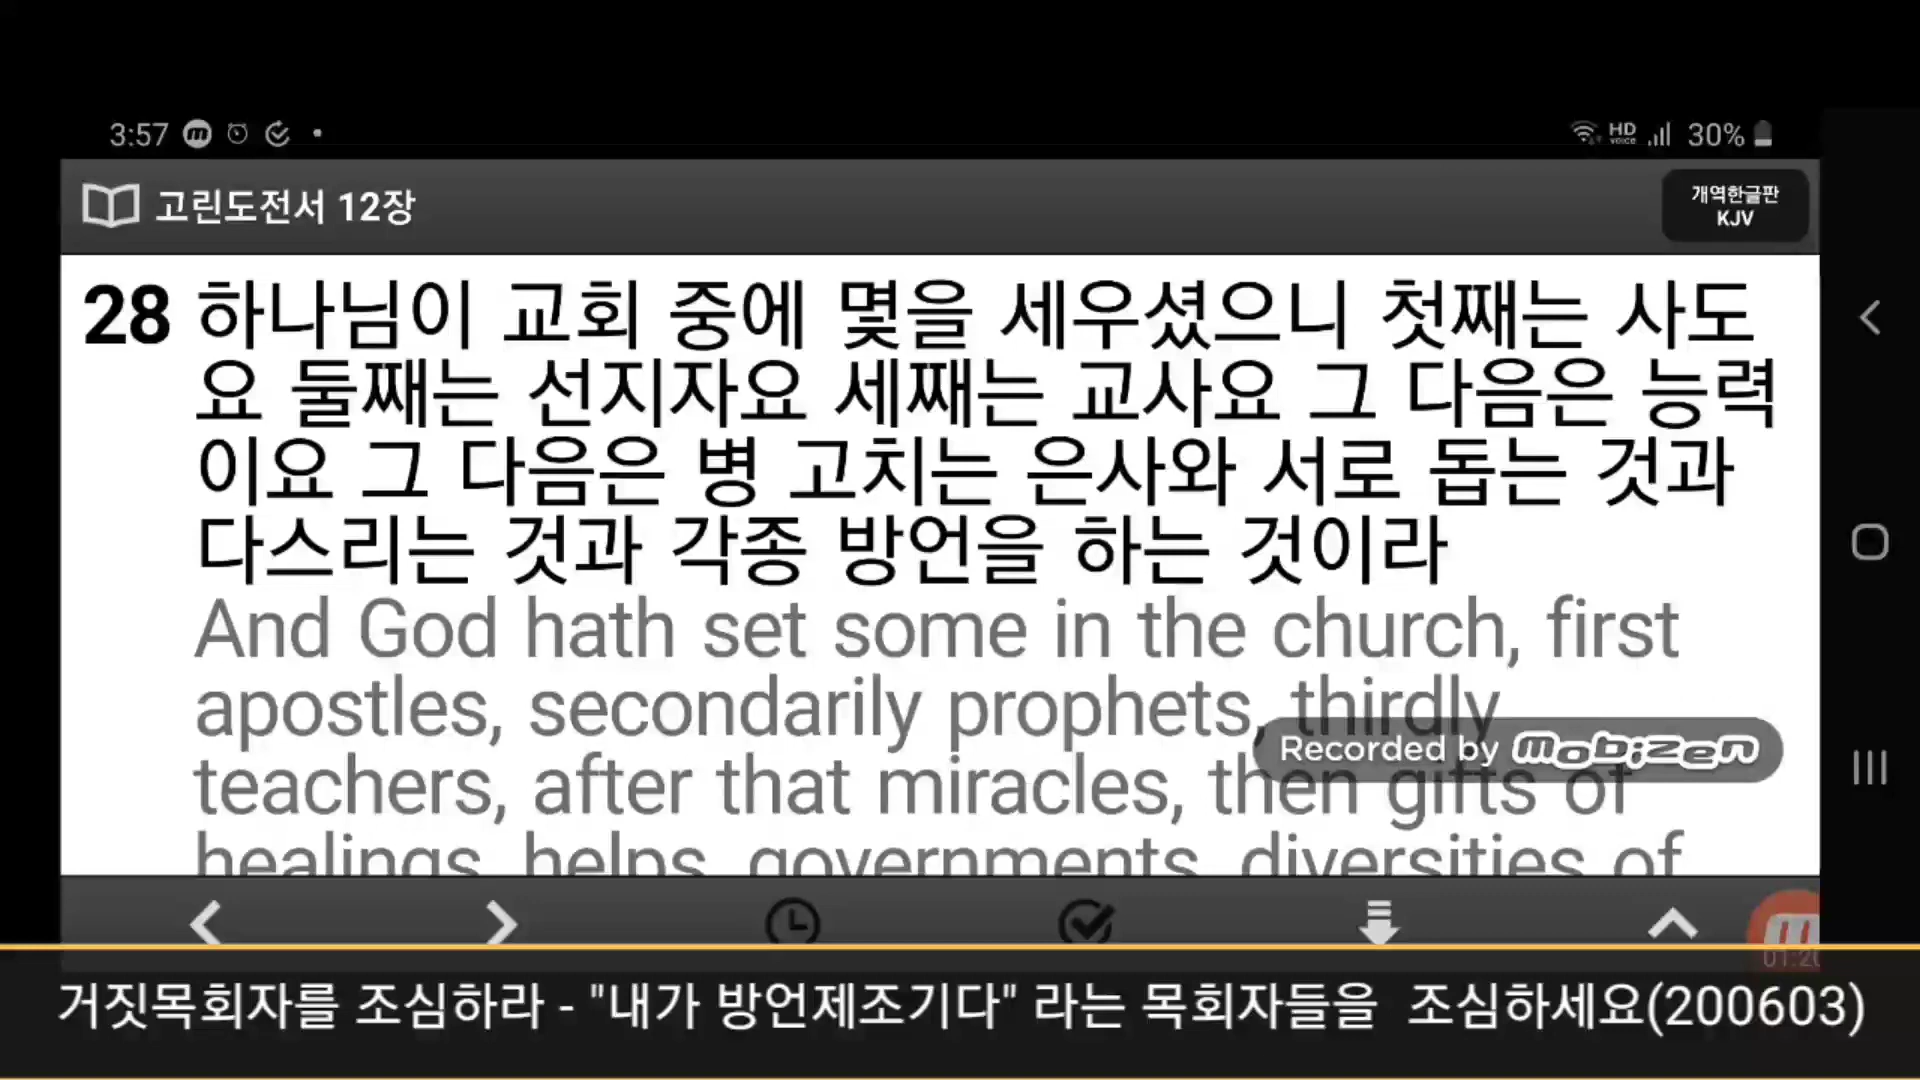 3:57
HD voice 30%
고린도전서 12장
개역한글판
KJV
28 하나님이 교회 중에 몇을 세우셨으니 첫째는 사도
요 둘째는 선지자요 세째는 교사요 그 다음은 능력
이요 그 다음은 병 고치는 은사와 서로 돕는 것과
다스리는 것과 각종 방언을 하는 것이라
And God hath set some in the church, first
apostles, secondarily prophets, thirdly
Recorded by mobizen
teachers, after that miracles, then gifts of
healings, helps, governments, diversities of
거짓목회자를 조심하라 - "내가 방언제조기다" 라는 목회자들을 조심하세요(200603)